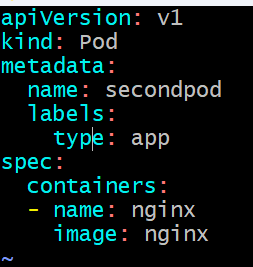 apiVersion: v1
kind: Pod
metadata:
  name: secondpod
  labels:
    type: app
spec:
  containers:
  - name: nginx
    image: nginx
~